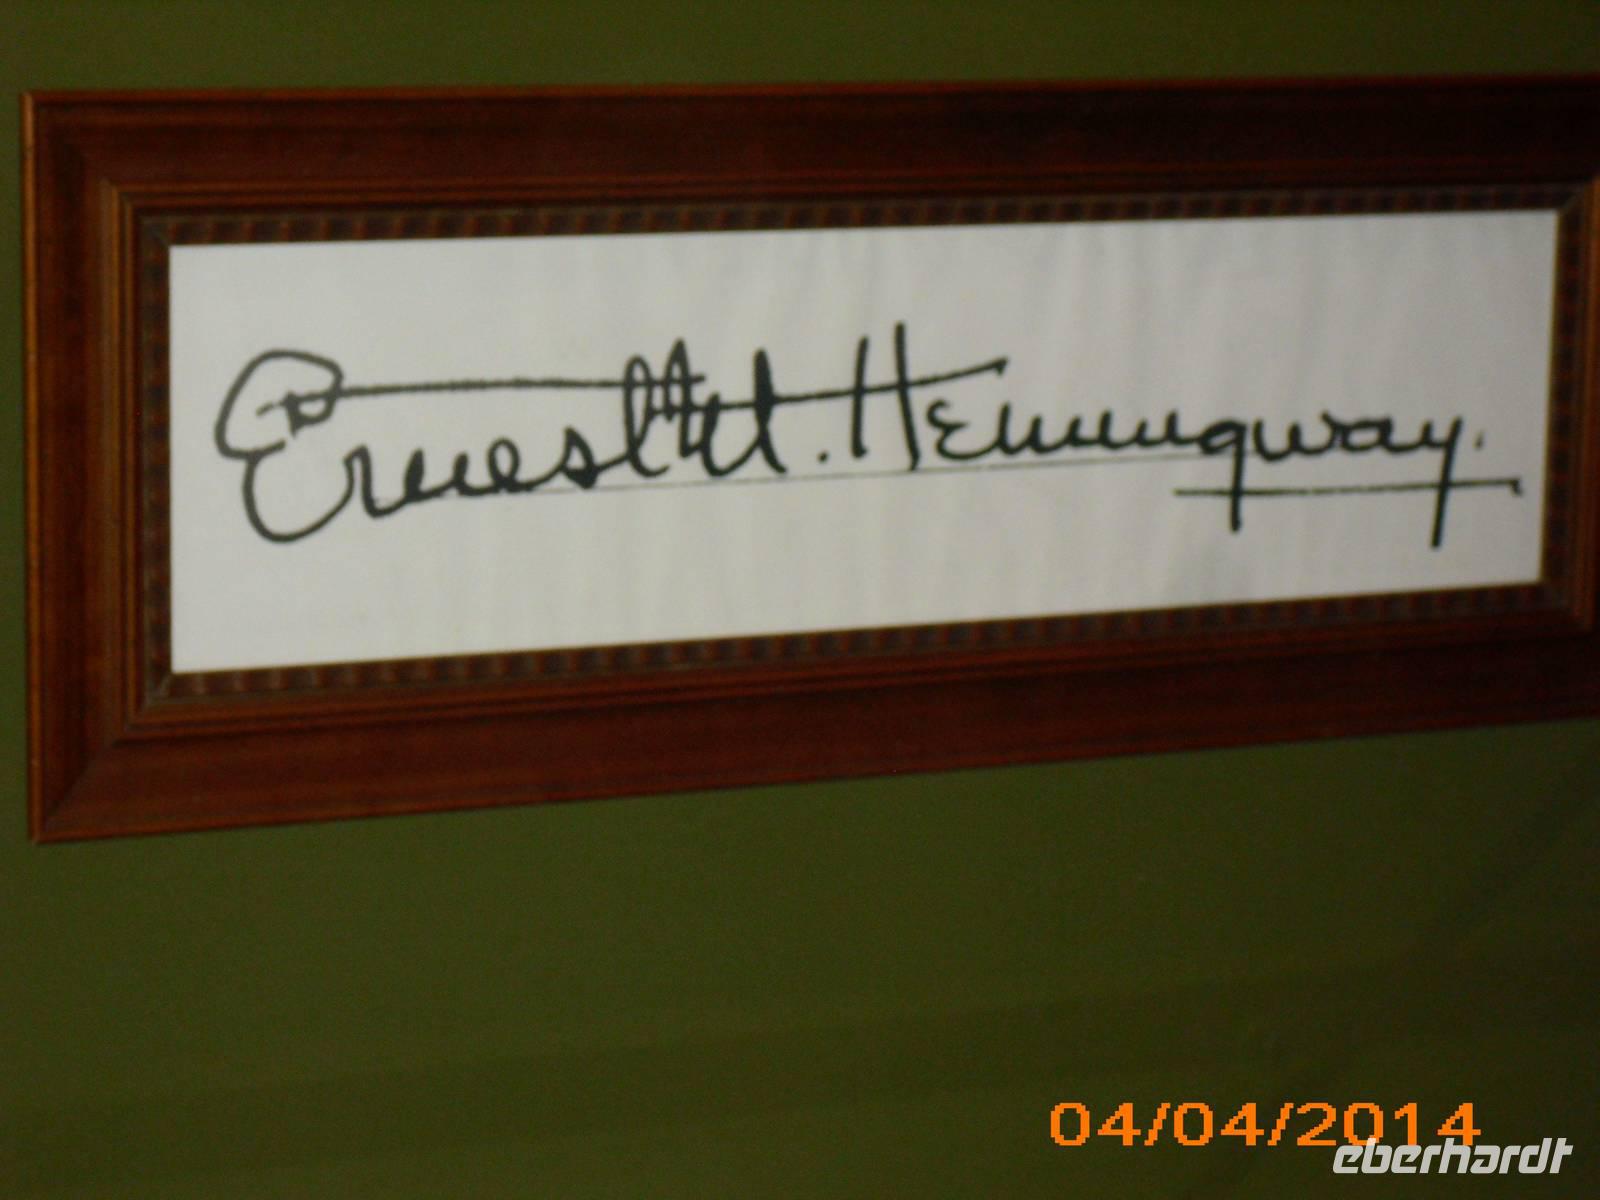 Ernest M. Hemingway.
04/04/2014
eberhardt